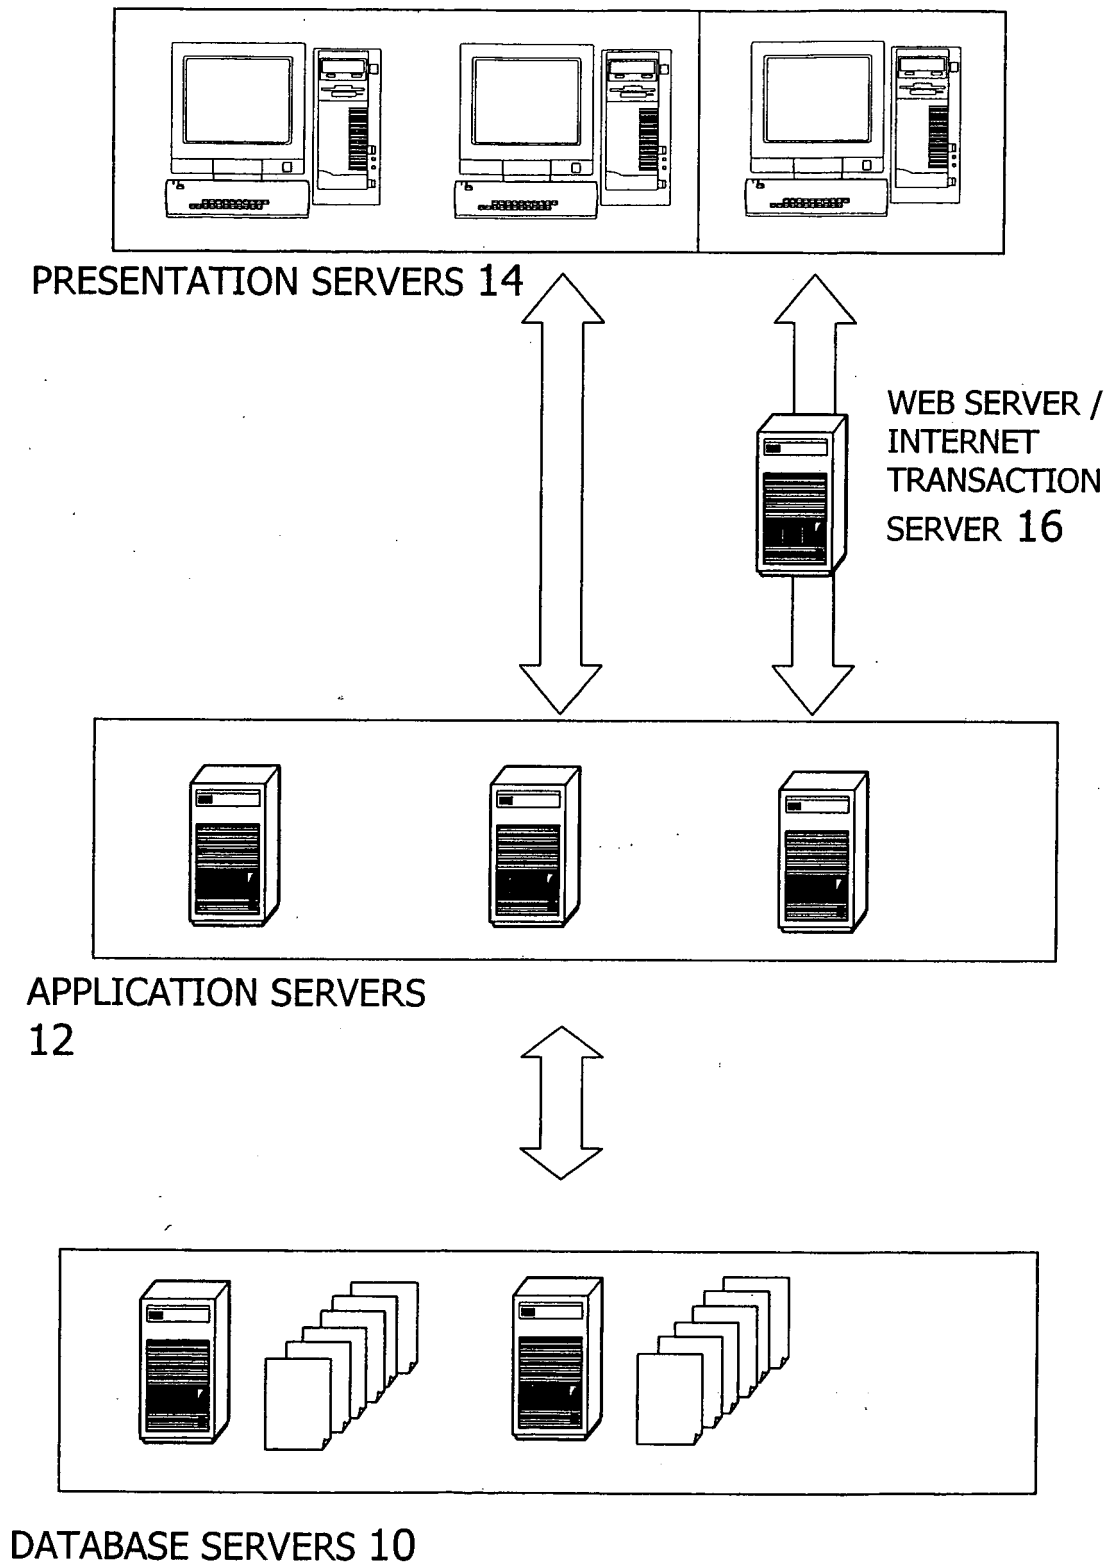 PRESENTATION SERVERS 14
WEB SERVER /
INTERNET
TRANSACTION
SERVER 16
APPLICATION SERVERS
12
DATABASE SERVERS 10